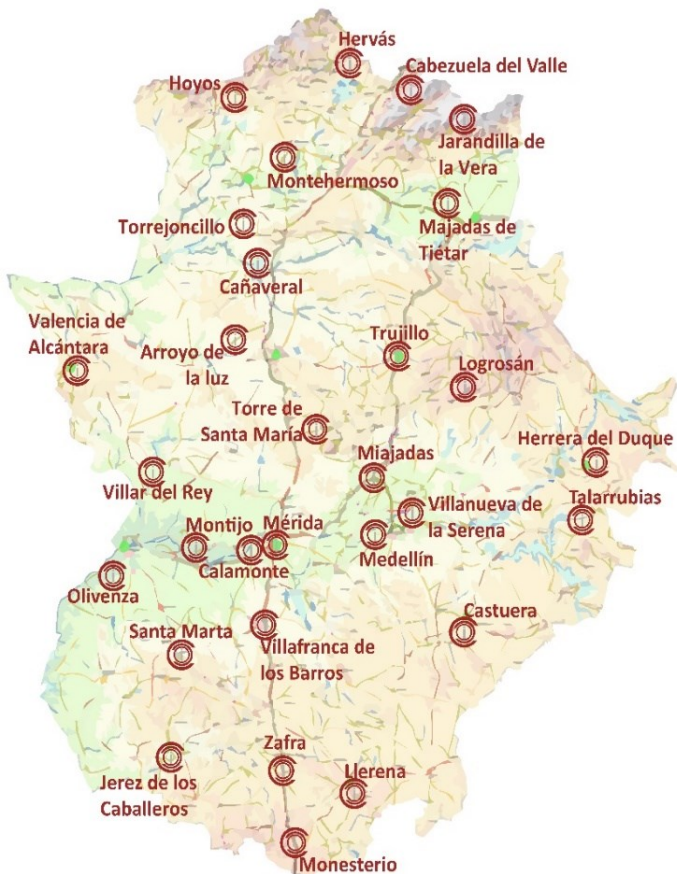 Hervás
Cabezuela del Valle
Hoyos
Jarandilla de
la Vera
Montehermoso
Torrejoncillo
Majadas de
Tiétar
Cañaveral
Valencia de
Alcántara
Arroyo de
la luz
Trujillo
Logrosán
Torre de
Santa María
Miajadas
Herrera del Duque
Villar del Rey
Talarrubias
Villanueva de
la Serena
Montijo
Mérida
Medellín
Calamonte
Olivenza
Castuera
Santa Marta
Villafranca de
los Barros
Zafra
Llerena
Jerez de los
Caballeros
Monesterio